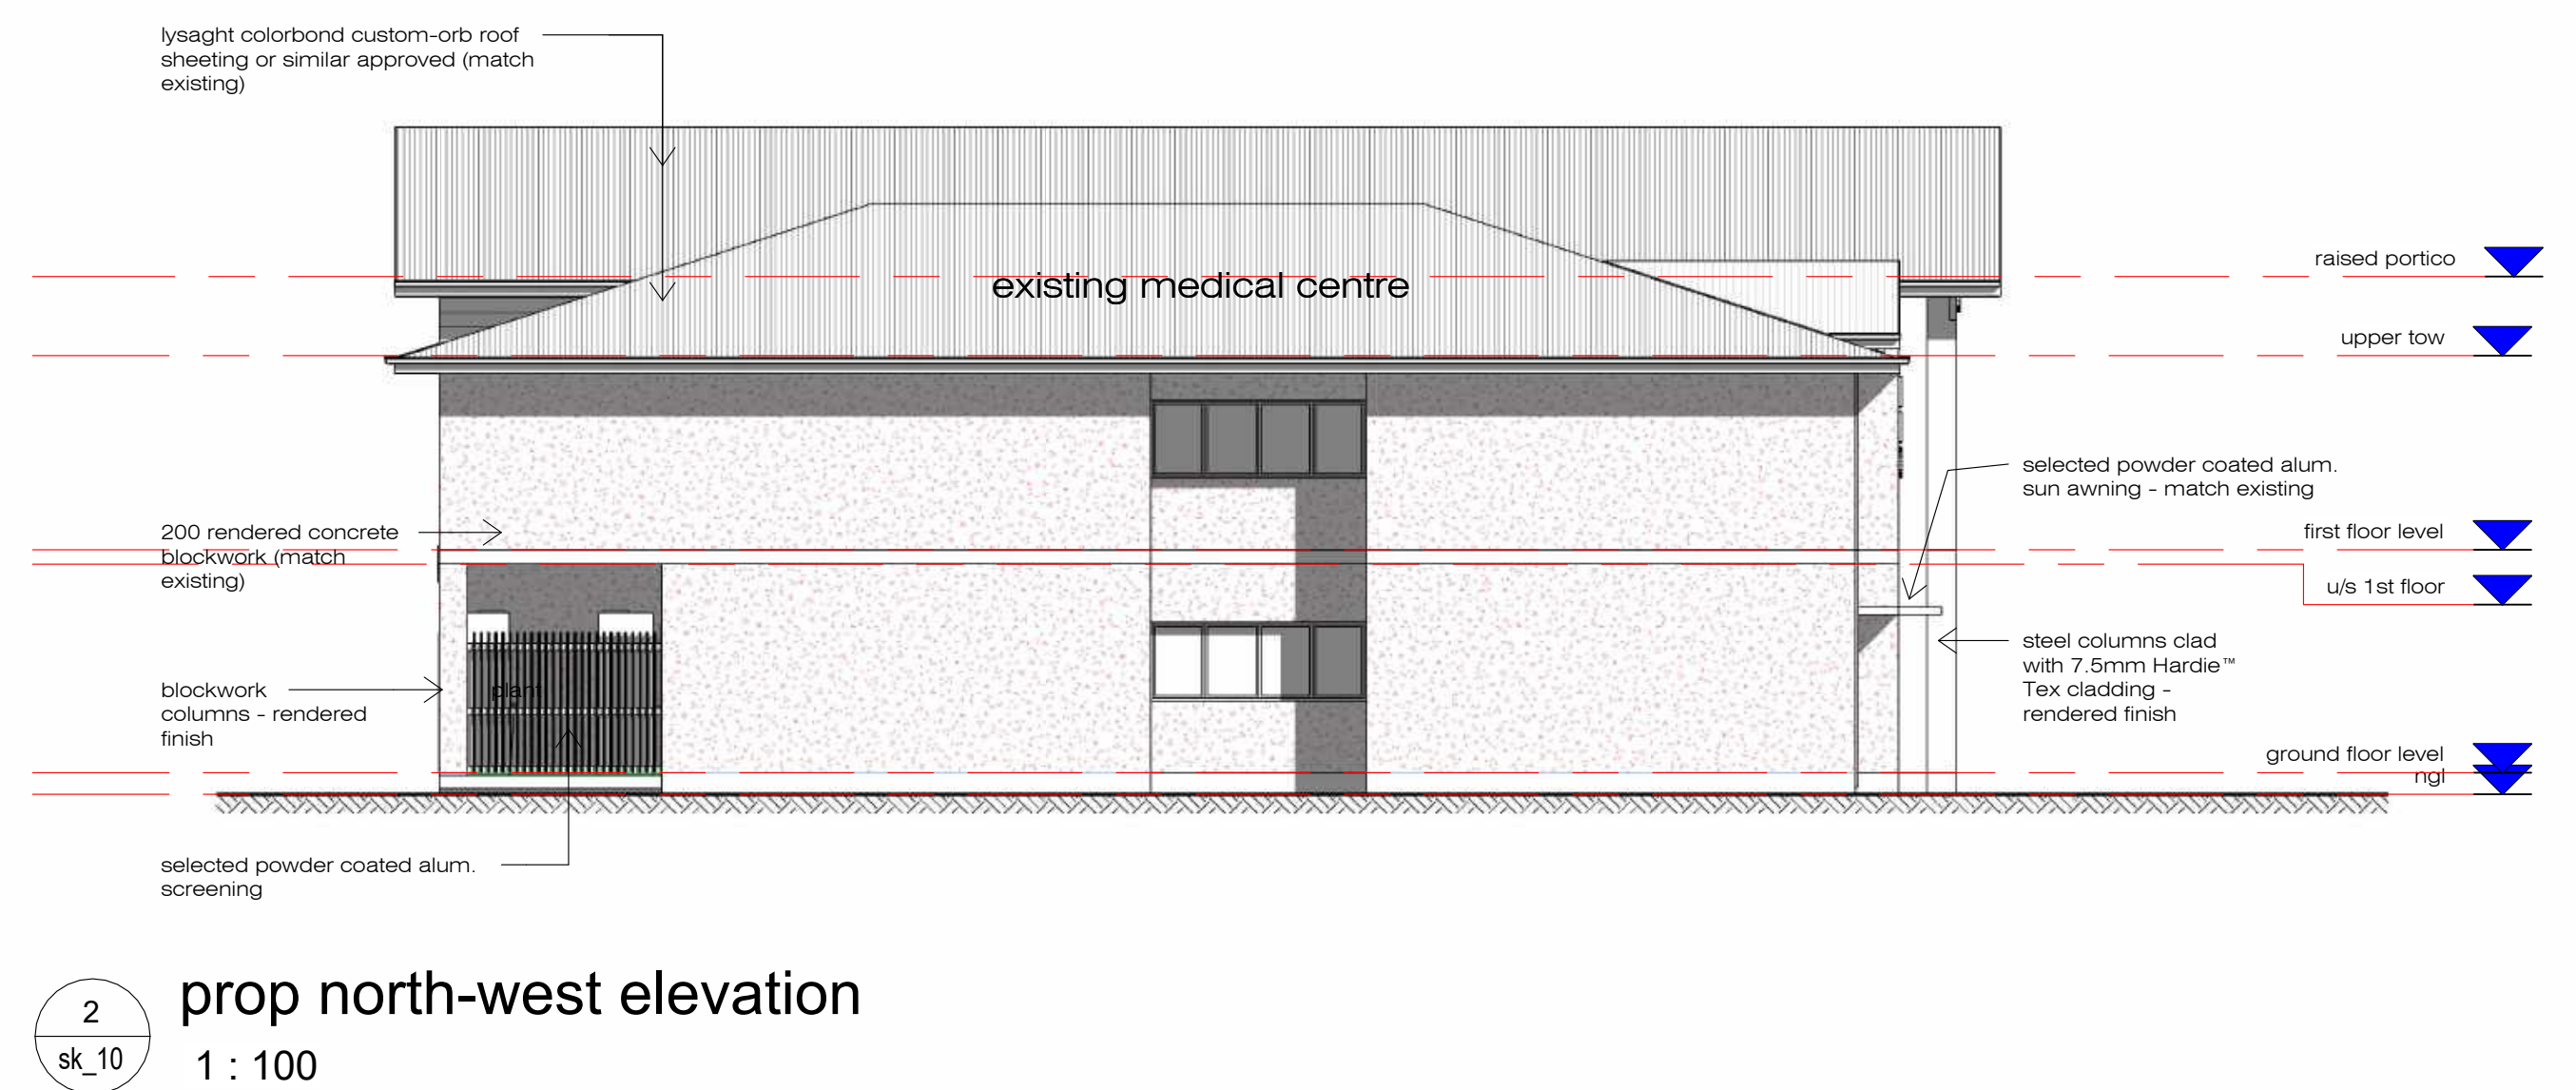 lysaght colorbond custom-orb roof
sheeting or similar approved (match
existing)
existing medical centre
raised portico
upper tow
selected powder coated alum.
sun awning - match existing
200 rendered concrete
blockwork (match
existing)
first floor level
u/s 1st floor
steel columns clad
with 7.5mm Hardie™
Tex cladding -
rendered finish
blockwork
columns - rendered
finish
plant
ground floor level
ngl
selected powder coated alum.
screening
2
sk_10
prop north-west elevation
1 : 100